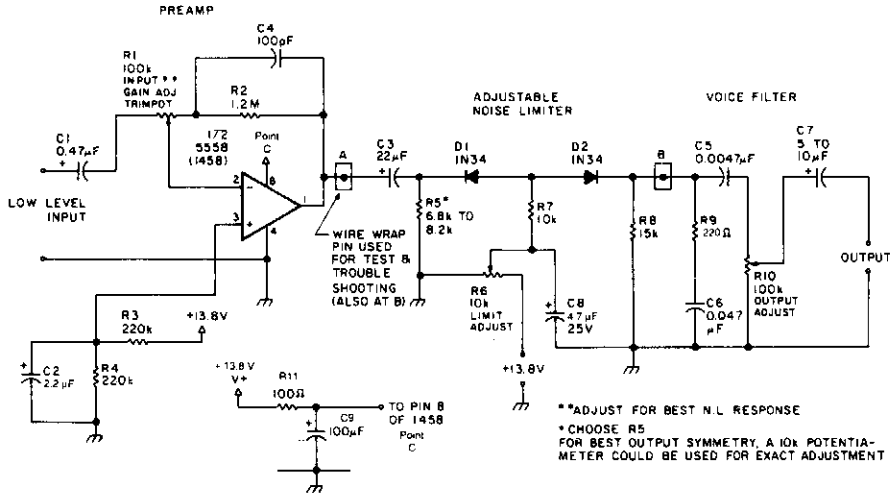 PREAMP
C4
100pF
R1
100k
INPUT **
GAIN ADJ
TRIMPOT
R2
1.2M
ADJUSTABLE
NOISE LIMITER
VOICE FILTER
C1
0.47µF
+
1⁄2
5558
(1458)
Point
C
8
2
−
3
+
1
4
A
C3
22µF
+
D1
1N34
D2
1N34
B
C5
0.0047µF
C7
5 TO
10µF
+
LOW LEVEL
INPUT
WIRE WRAP
PIN USED
FOR TEST &
TROUBLE
SHOOTING
(ALSO AT B)
R5*
6.8k TO
8.2k
R7
10k
R8
15k
R9
220Ω
R10
100k
OUTPUT
ADJUST
OUTPUT
R6
10k
LIMIT
ADJUST
+
C8
47µF
25V
C6
0.047
µF
R3
220k
+13.8V
+
C2
2.2µF
R4
220k
+13.8V
V+
R11
100Ω
+
C9
100µF
TO PIN 8
OF 1458
Point
C
+13.8V
**ADJUST FOR BEST N.L RESPONSE
* CHOOSE R5
FOR BEST OUTPUT SYMMETRY, A 10k POTENTIA-
METER COULD BE USED FOR EXACT ADJUSTMENT